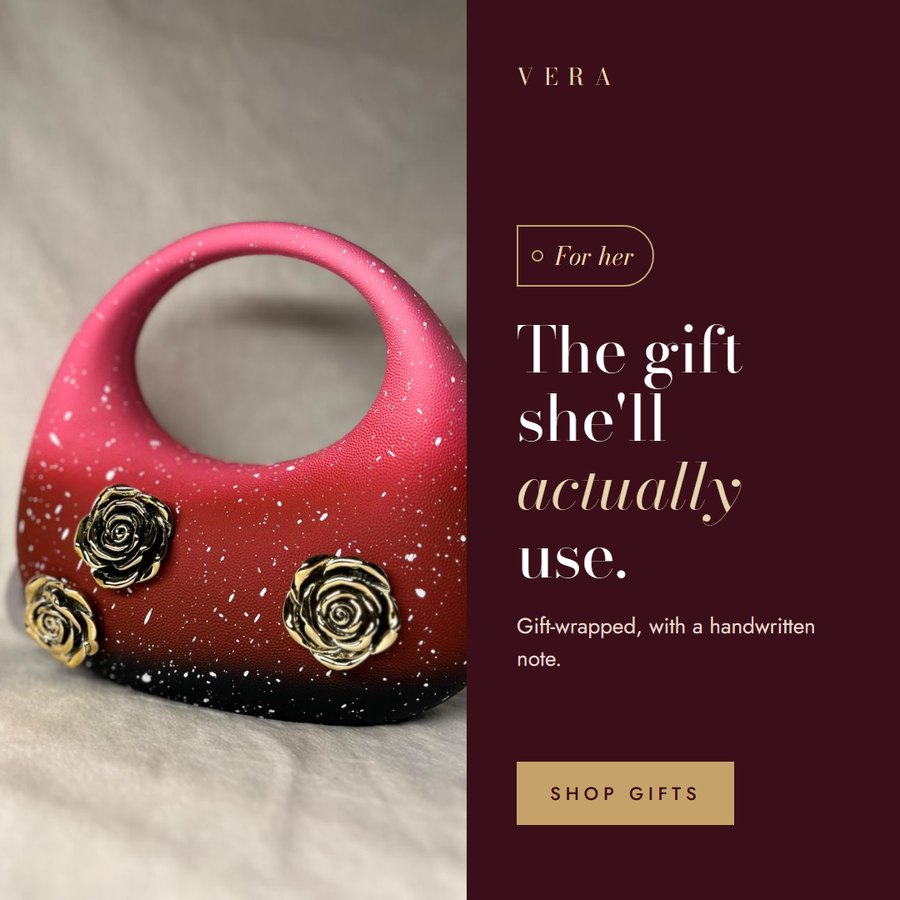 VERA
For her
The gift
she'll
actually
use.
Gift-wrapped, with a handwritten
note.
SHOP GIFTS